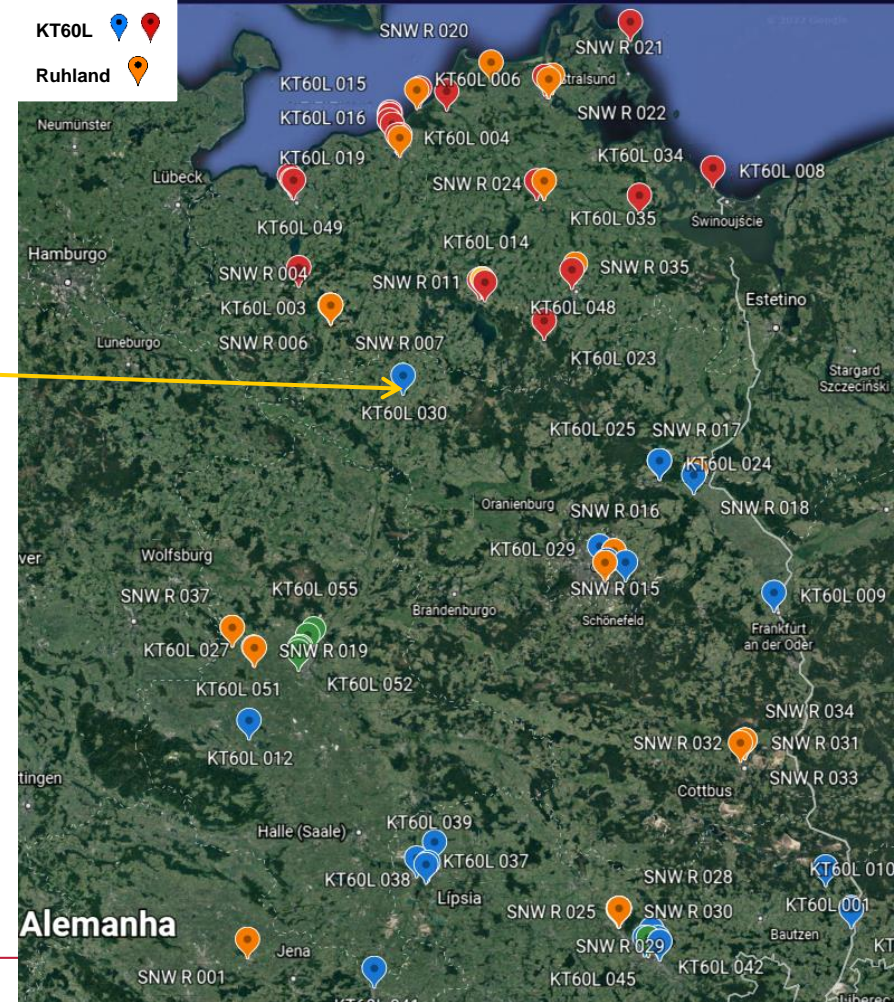 KT60L
Ruhland
© 2022 Google
SNW R 020
SNW R 021
KT60L 015
KT60L 006
stralsund
KT60L 016
SNW R 022
Neumünster
KT60L 004
KT60L 019
KT60L 034
KT60L 008
Lübeck
SNW R 024
KT60L 049
KT60L 035
Świnoujście
KT60L 014
Hamburgo
SNW R 004
SNW R 011
SNW R 035
KT60L 003
KT60L 048
Estetino
Luneburgo
SNW R 006
SNW R 007
KT60L 023
Stargard
Szczeciński
KT60L 030
KT60L 025
SNW R 017
KT60L 024
Oranienburg
SNW R 016
SNW R 018
KT60L 029
ver
Wolfsburg
SNW R 037
KT60L 055
SNW R 015
KT60L 009
Brandenburgo
Schönefeld
Frankfurt
an der Oder
KT60L 027
SNW R 019
KT60L 051
KT60L 052
SNW R 034
KT60L 012
SNW R 032
SNW R 031
tingen
SNW R 033
Cottbus
KT60L 039
Halle (Saale)
KT60L 037
KT60L 038
SNW R 028
KT60L 010
Lípsia
SNW R 025
SNW R 030
KT60L 001
Alemanha
Bautzen
SNW R 029
KT
Jena
KT60L 042
SNW R 001
KT60L 045
KT60L 041